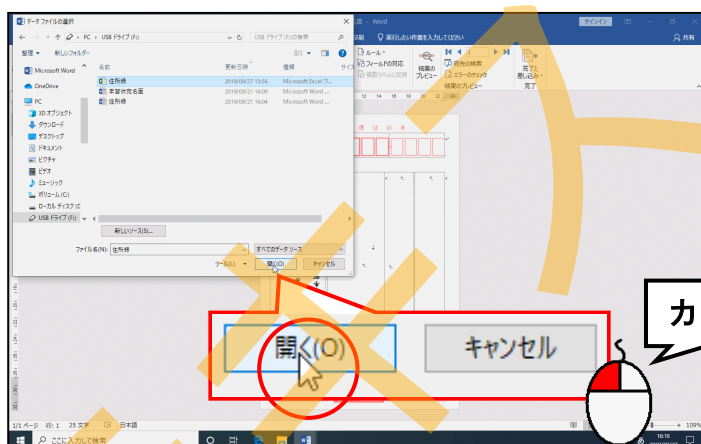 データ ファイルの選択
PC > USB ドライブ (F:)
USB ドライブ (F:)の検索
整理 新しいフォルダー
名前 更新日時 種類 サイズ
Microsoft Word
OneDrive
PC
3D オブジェクト
ダウンロード
デスクトップ
ドキュメント
ピクチャ
ビデオ
ミュージック
ボリューム (G:)
ローカル ディスク (C
USB ドライブ (F:)
住所録 2019/09/27 13:56 Microsoft Excel ワ...
年賀状宛名面 2019/09/21 16:09 Microsoft Word ...
住所録 2019/09/21 16:04 Microsoft Word ...
新しいソース(S)...
ファイル名(N): 住所録 すべてのデータ ソース
ツール(L) 開く(O) キャンセル
- Word
サインイン
実行したい作業を入力してください
共有
ルール
フィールドの対応
結果のプレビュー
宛先の検索
エラーのチェック
結果のプレビュー
完了と差し込み
完了
開く(O) キャンセル
カ
1/1 ページ 行: 1 25 文字 日本語
109%
ここに入力して検索
16:16